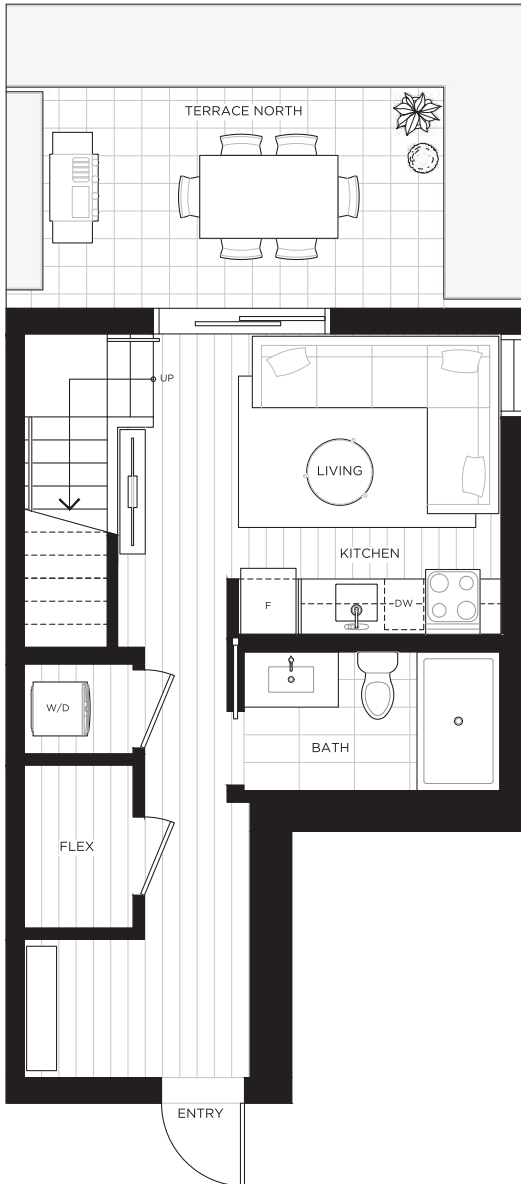 TERRACE NORTH
UP
LIVING
KITCHEN
F
DW
W/D
BATH
FLEX
ENTRY